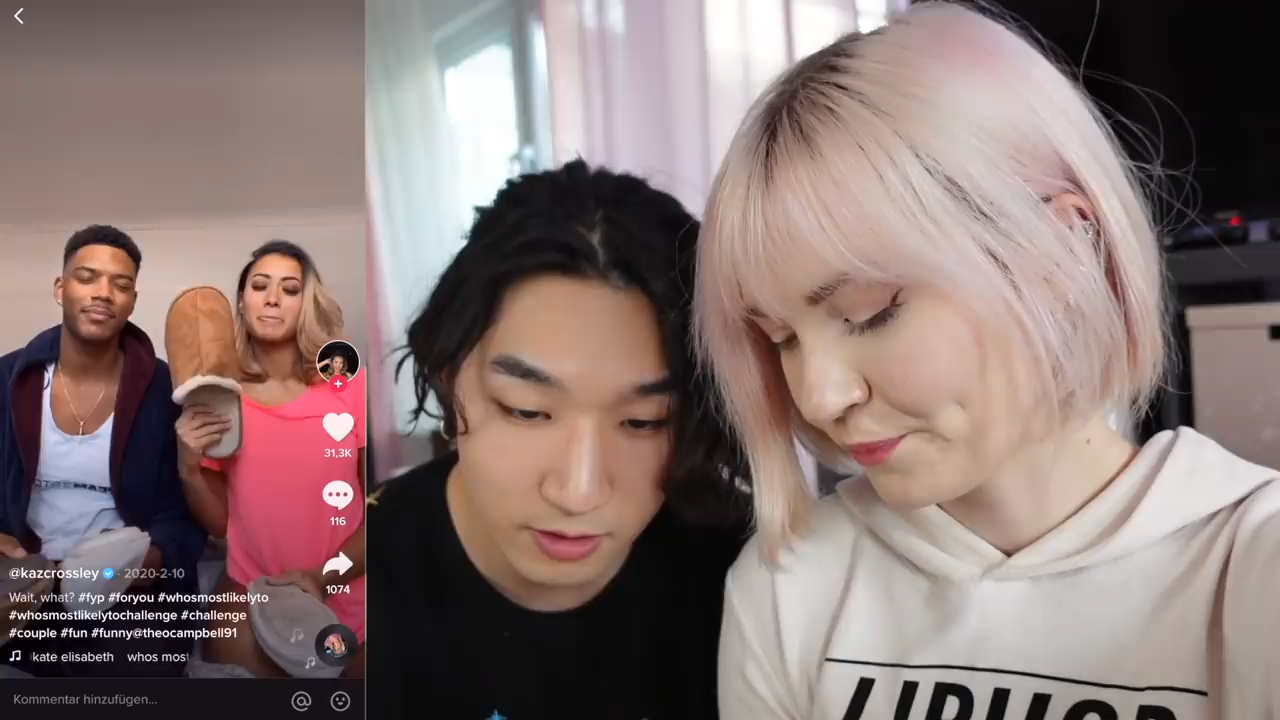 31,3K
116
1074
@kazcrossley · 2020-2-10
Wait, what? #fyp #foryou #whosmostlikelyto
#whosmostlikelytochallenge #challenge
#couple #fun #funny@theocampbell91
kate elisabeth whos most
Kommentar hinzufügen...